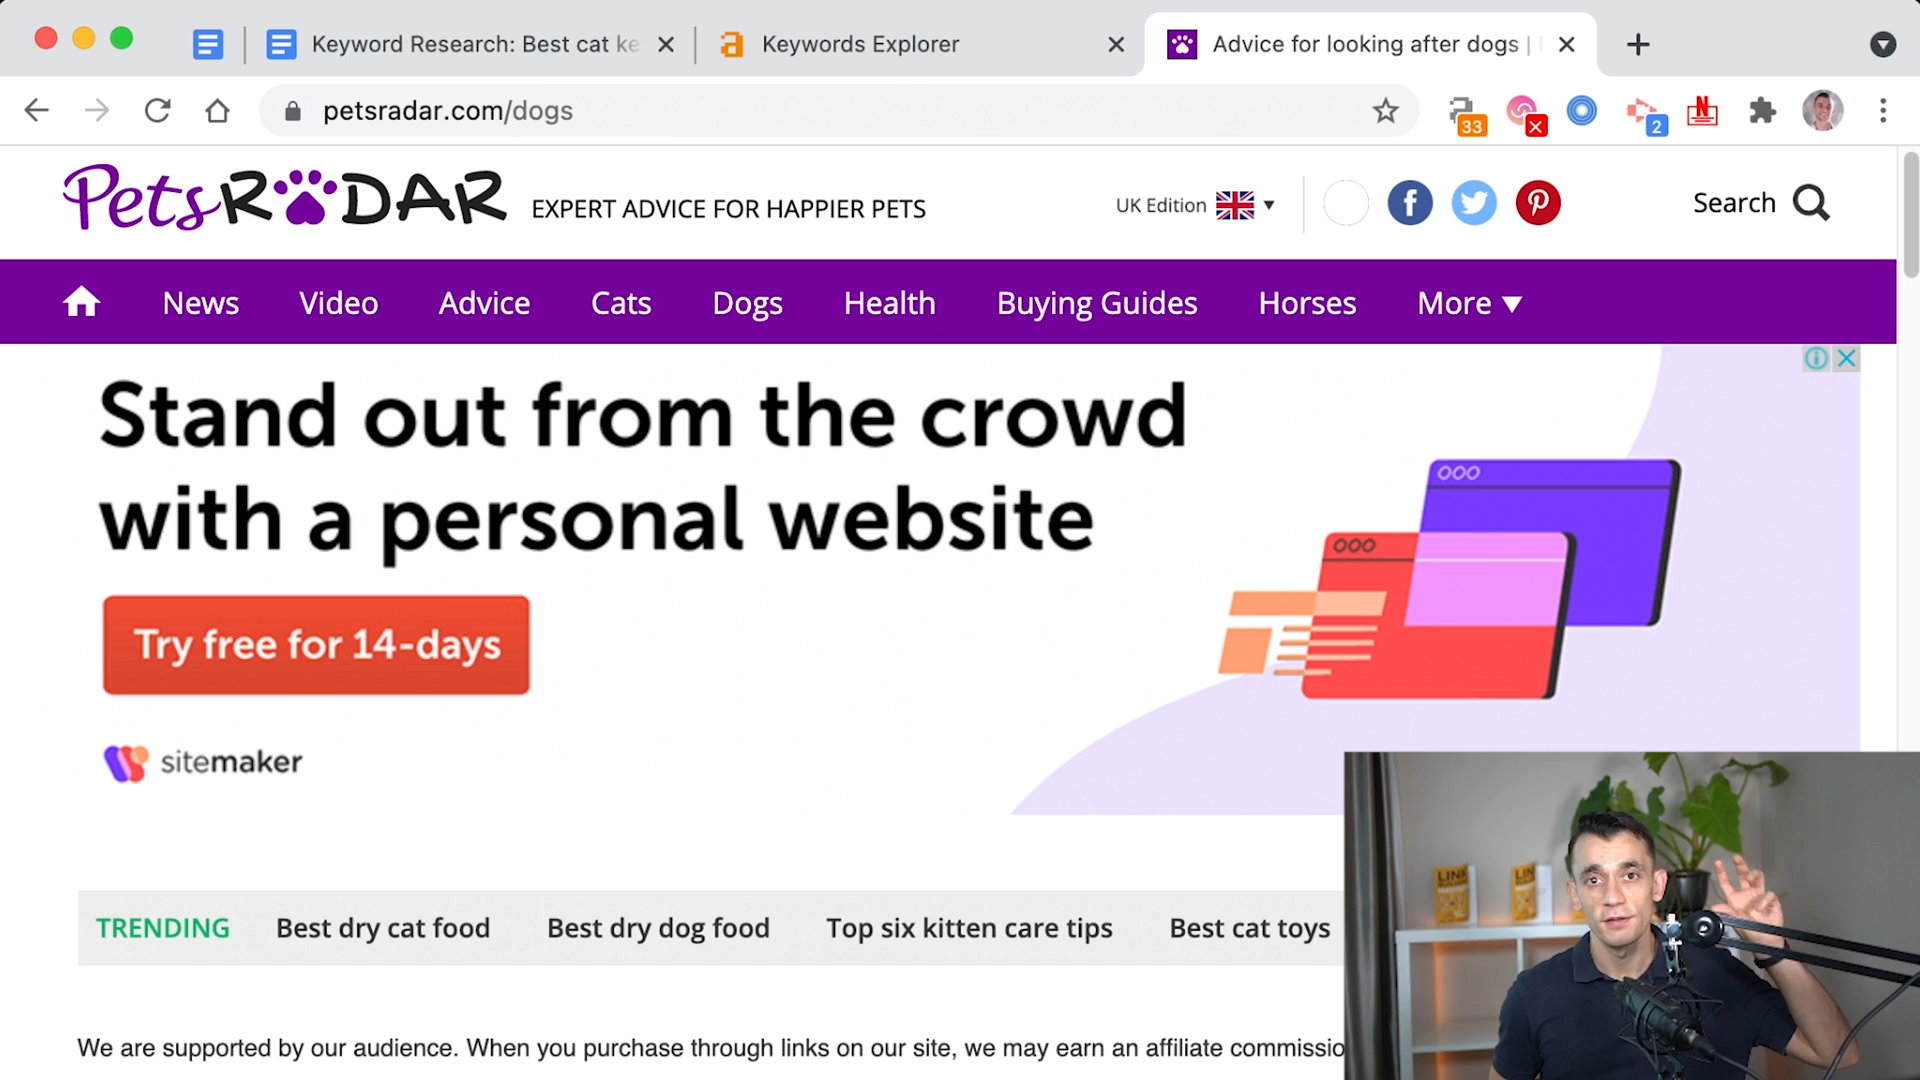 Keyword Research: Best cat ke
Keywords Explorer
Advice for looking after dogs |
petsradar.com/dogs
33
2
N
PetsRADAR
EXPERT ADVICE FOR HAPPIER PETS
UK Edition
Search
News
Video
Advice
Cats
Dogs
Health
Buying Guides
Horses
More
Stand out from the crowd
with a personal website
Try free for 14-days
sitemaker
TRENDING
Best dry cat food
Best dry dog food
Top six kitten care tips
Best cat toys
We are supported by our audience. When you purchase through links on our site, we may earn an affiliate commissio
LINK
LINK